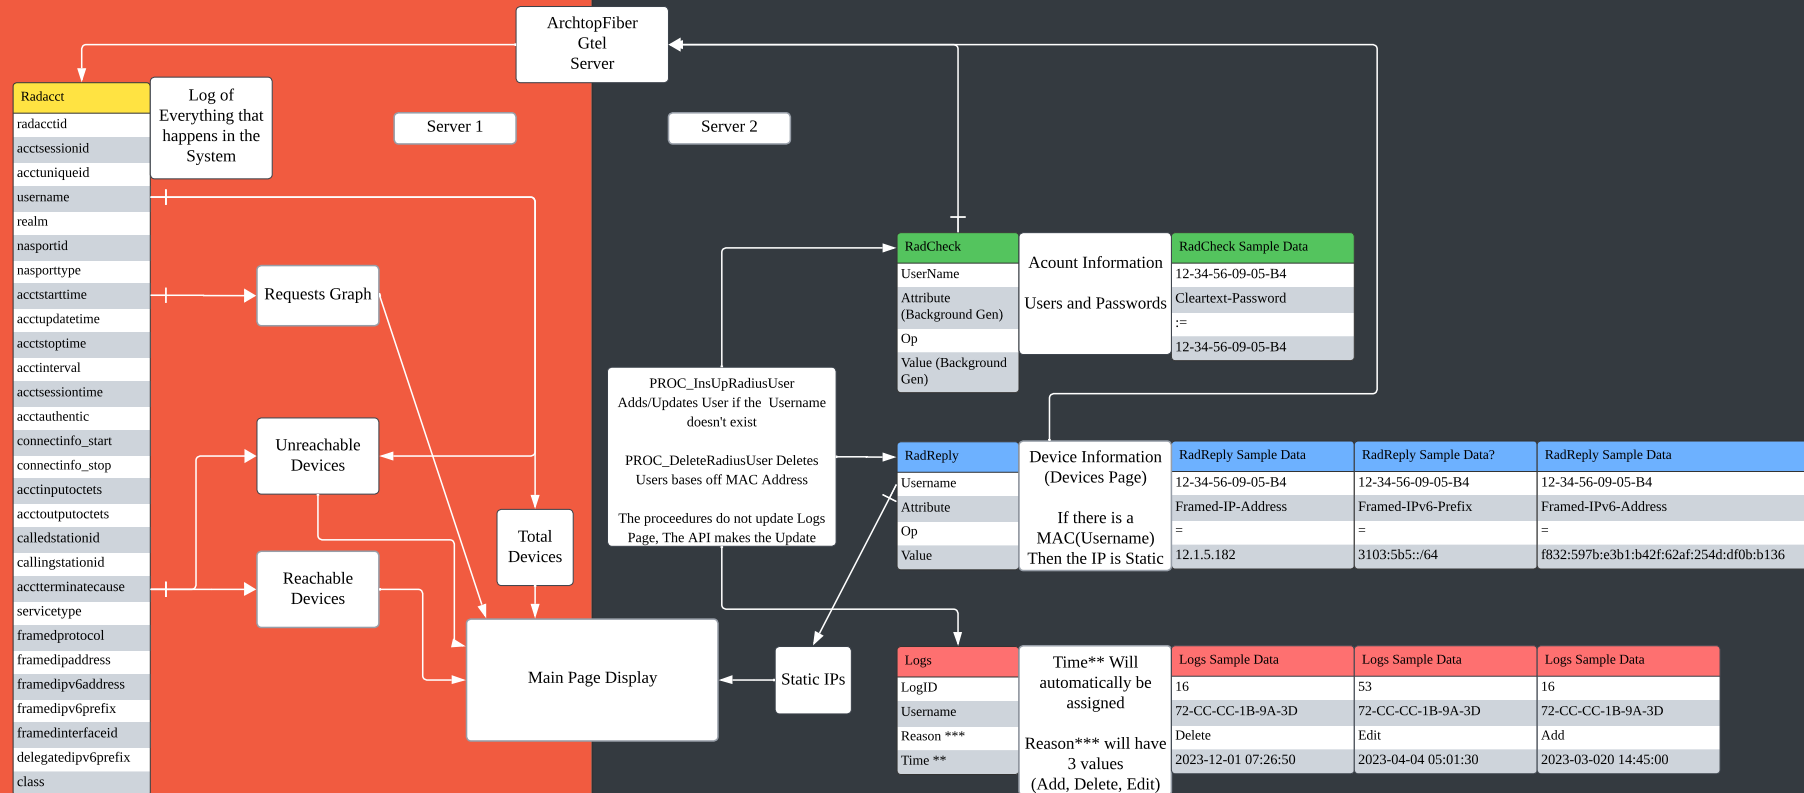 ArchtopFiber
Gtel
Server
Server 1
Server 2
Radacct
radacctid
acctsessionid
acctuniqueid
username
realm
nasportid
nasporttype
acctstarttime
acctupdatetime
acctstoptime
acctinterval
acctsessiontime
acctauthentic
connectinfo_start
connectinfo_stop
acctinputoctets
acctoutputoctets
calledstationid
callingstationid
acctterminatecause
servicetype
framedprotocol
framedipaddress
framedipv6address
framedipv6prefix
framedinterfaceid
delegatedipv6prefix
class
Log of
Everything that
happens in the
System
Requests Graph
Unreachable
Devices
Reachable
Devices
Total
Devices
Main Page Display
Static IPs
PROC_InsUpRadiusUser
Adds/Updates User if the  Username
doesn't exist
PROC_DeleteRadiusUser Deletes
Users bases off MAC Address
The proceedures do not update Logs
Page, The API makes the Update
RadCheck
UserName
Attribute
(Background Gen)
Op
Value (Background
Gen)
Acount Information
Users and Passwords
RadCheck Sample Data
12-34-56-09-05-B4
Cleartext-Password
:=
12-34-56-09-05-B4
RadReply
Username
Attribute
Op
Value
Device Information
(Devices Page)
If there is a
MAC(Username)
Then the IP is Static
RadReply Sample Data
12-34-56-09-05-B4
Framed-IP-Address
=
12.1.5.182
RadReply Sample Data?
12-34-56-09-05-B4
Framed-IPv6-Prefix
=
3103:5b5::/64
RadReply Sample Data
12-34-56-09-05-B4
Framed-IPv6-Address
=
f832:597b:e3b1:b42f:62af:254d:df0b:b136
Logs
LogID
Username
Reason ***
Time **
Time** Will
automatically be
assigned
Reason*** will have
3 values
(Add, Delete, Edit)
Logs Sample Data
16
72-CC-CC-1B-9A-3D
Delete
2023-12-01 07:26:50
Logs Sample Data
53
72-CC-CC-1B-9A-3D
Edit
2023-04-04 05:01:30
Logs Sample Data
16
72-CC-CC-1B-9A-3D
Add
2023-03-020 14:45:00